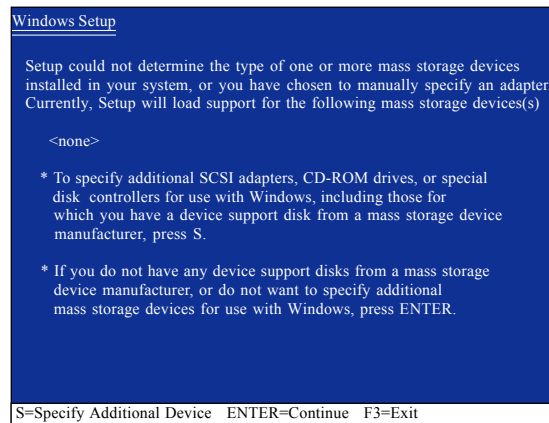 Windows Setup
Setup could not determine the type of one or more mass storage devices
installed in your system, or you have chosen to manually specify an adapter
Currently, Setup will load support for the following mass storage devices(s)
<none>
* To specify additional SCSI adapters, CD-ROM drives, or special
disk controllers for use with Windows, including those for
which you have a device support disk from a mass storage device
manufacturer, press S.
* If you do not have any device support disks from a mass storage
device manufacturer, or do not want to specify additional
mass storage devices for use with Windows, press ENTER.
S=Specify Additional Device ENTER=Continue F3=Exit